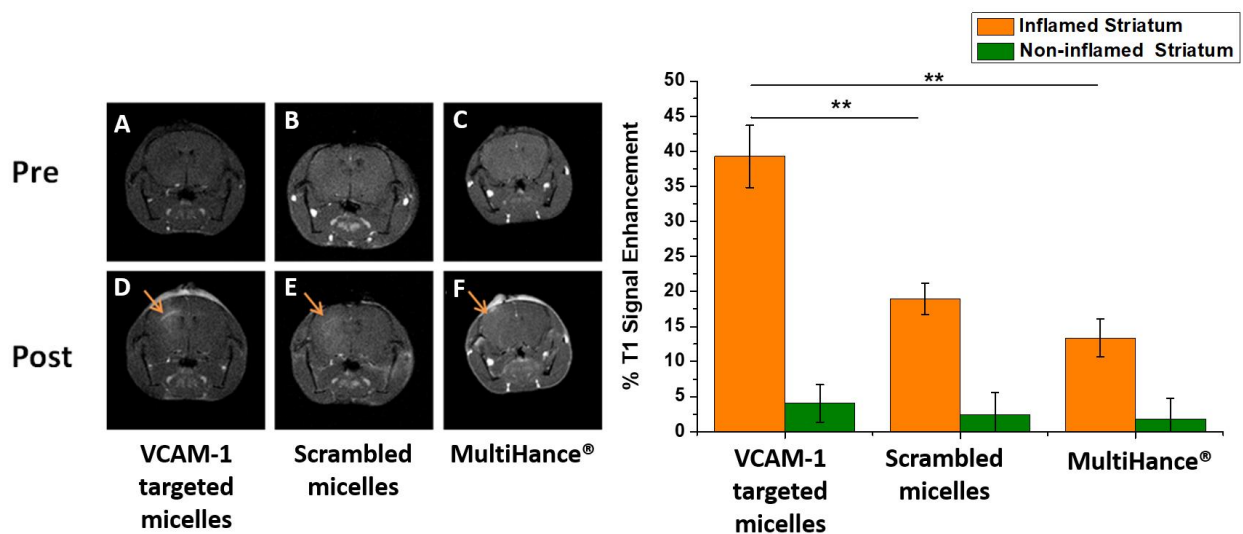 Inflamed Striatum
Non-inflamed Striatum
Pre
A
B
C
Post
D
E
F
VCAM-1
targeted
micelles
Scrambled
micelles
MultiHance®
% T1 Signal Enhancement
50
45
40
35
30
25
20
15
10
5
0
**
**
VCAM-1
targeted
micelles
Scrambled
micelles
MultiHance®